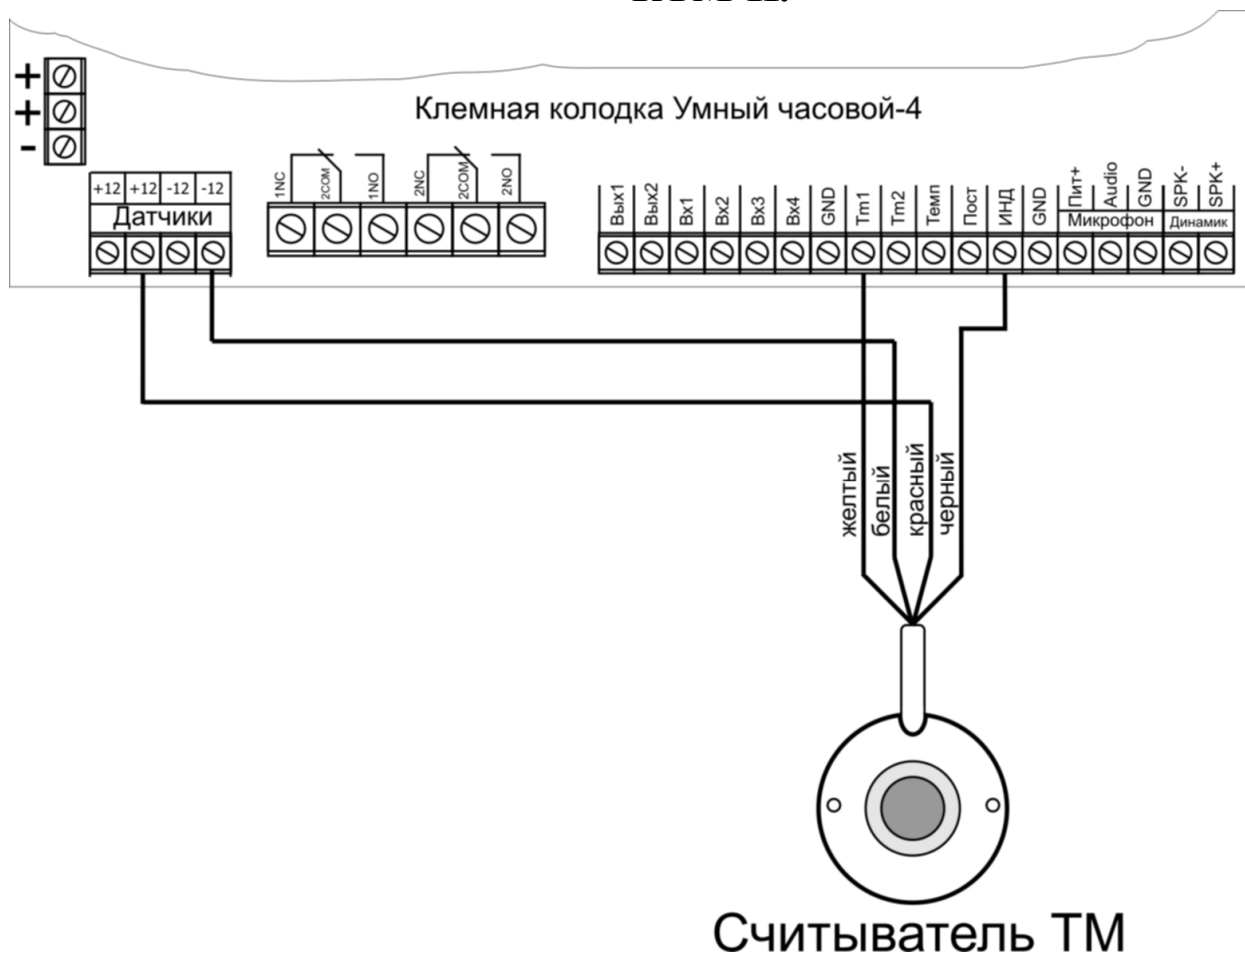 Клемная колодка Умный часовой-4
+
+
-
+12 +12 -12 -12
Датчики
1NC 2COM 1NO 2NC 2COM 2NO
Вых1 Вых2 Вх1 Вх2 Вх3 Вх4 GND Tm1 Tm2 Темп Пост ИНД GND Пит+ Audio GND SPK- SPK+
Микрофон Динамик
желтый
белый
красный
черный
Считыватель ТМ